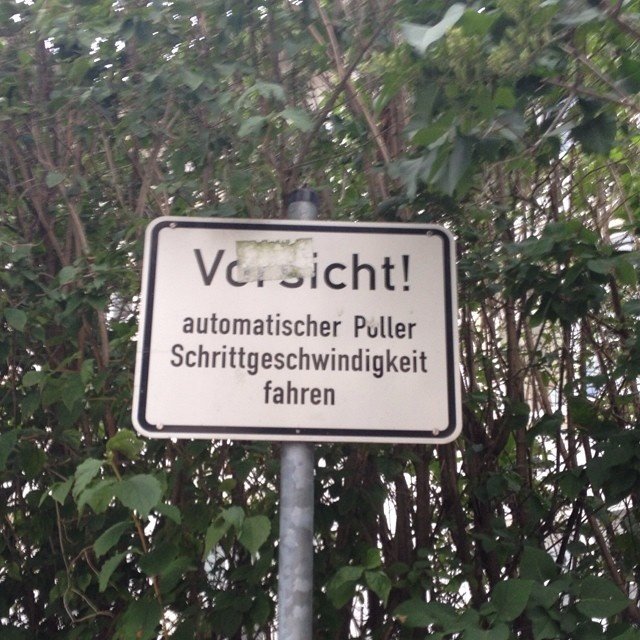 Vorsicht!
automatischer Poller
Schrittgeschwindigkeit
fahren